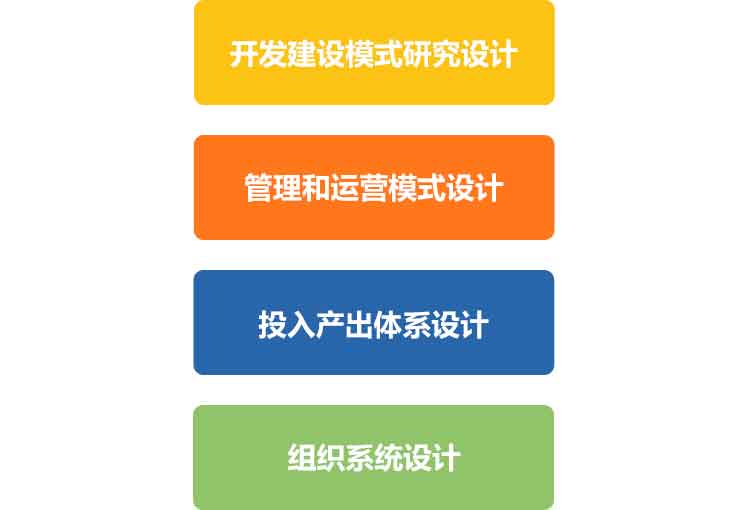 开发建设模式研究设计
管理和运营模式设计
投入产出体系设计
组织系统设计